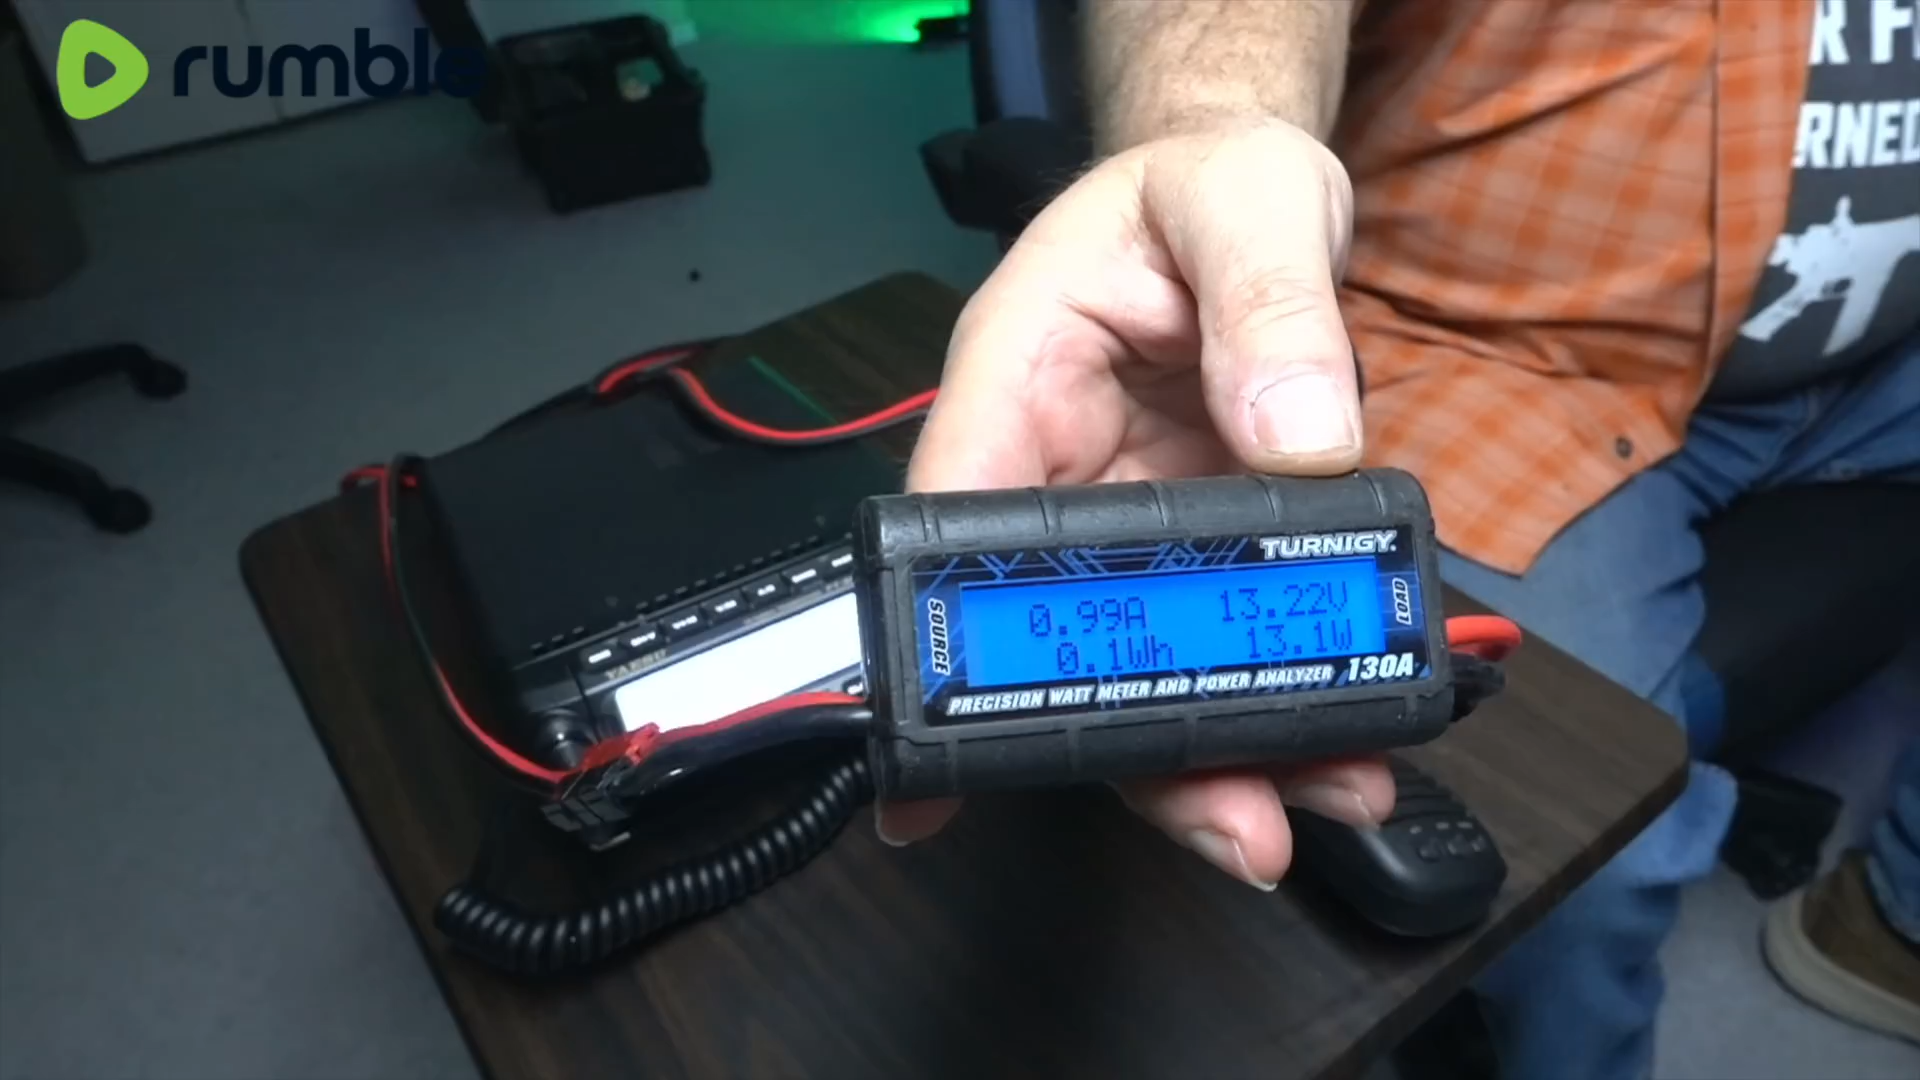 rumble
R F
RNED
TURNIGY.
SOURCE
0.99A 13.22V
0.1Wh 13.1W
LOAD
PRECISION WATT METER AND POWER ANALYZER 130A
YAESU